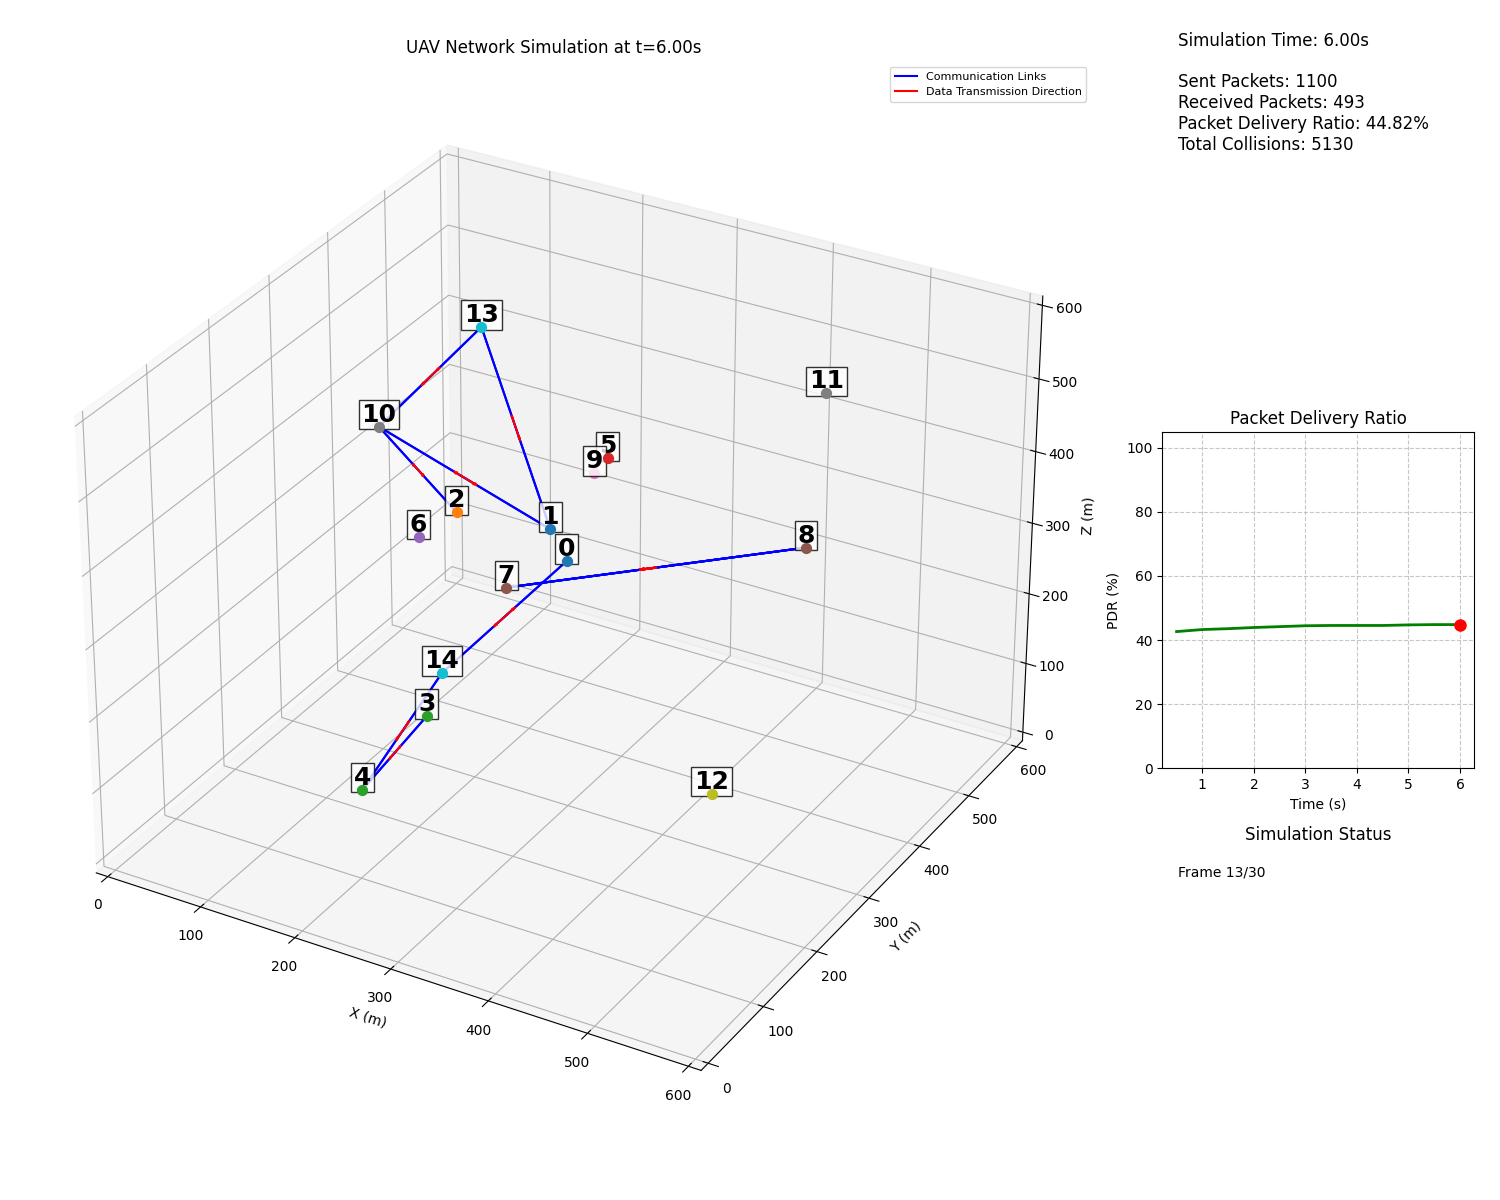 UAV Network Simulation at t=6.00s
Communication Links
Data Transmission Direction
Simulation Time: 6.00s
Sent Packets: 1100
Received Packets: 493
Packet Delivery Ratio: 44.82%
Total Collisions: 5130
13
11
10
5
9
2
6
1
0
8
7
14
3
4
12
600
500
400
300
200
100
0
Z (m)
0
100
200
300
400
500
600
X (m)
0
100
200
300
400
500
600
Y (m)
Packet Delivery Ratio
100
80
60
40
20
0
PDR (%)
1 2 3 4 5 6
Time (s)
Simulation Status
Frame 13/30